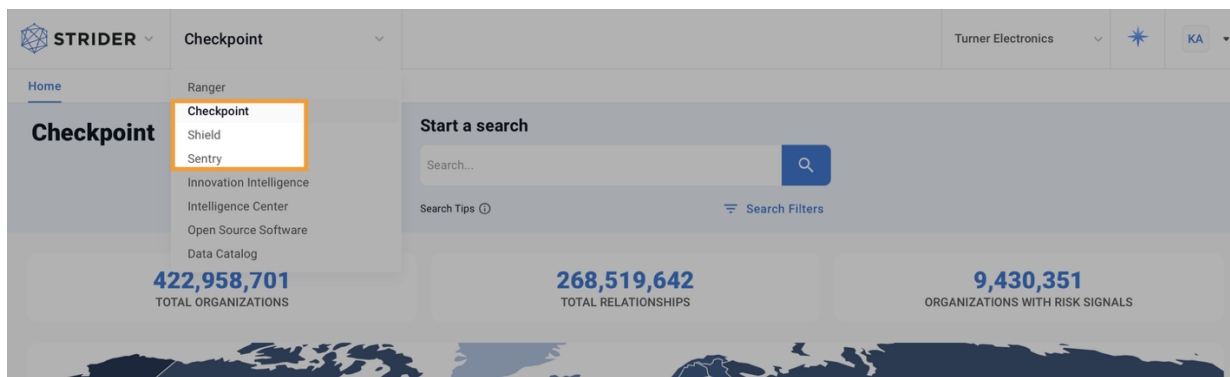 STRIDER
Checkpoint
Turner Electronics
KA
Home
Ranger
Checkpoint
Shield
Sentry
Innovation Intelligence
Intelligence Center
Open Source Software
Data Catalog
Checkpoint
Start a search
Search...
Search Tips
Search Filters
422,958,701
TOTAL ORGANIZATIONS
268,519,642
TOTAL RELATIONSHIPS
9,430,351
ORGANIZATIONS WITH RISK SIGNALS